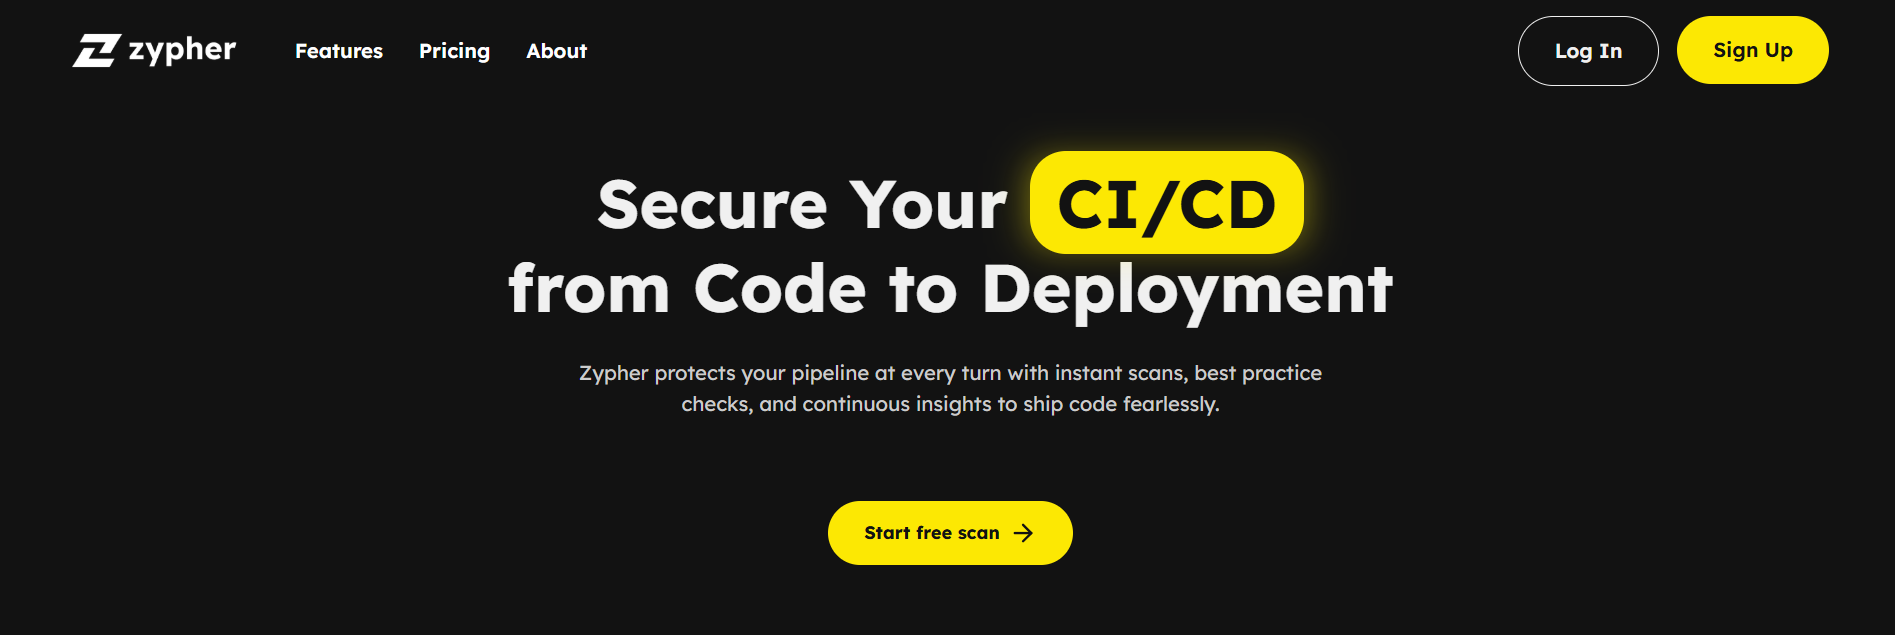 zypher Features Pricing About Log In Sign Up
Secure Your CI/CD
from Code to Deployment
Zypher protects your pipeline at every turn with instant scans, best practice
checks, and continuous insights to ship code fearlessly.
Start free scan